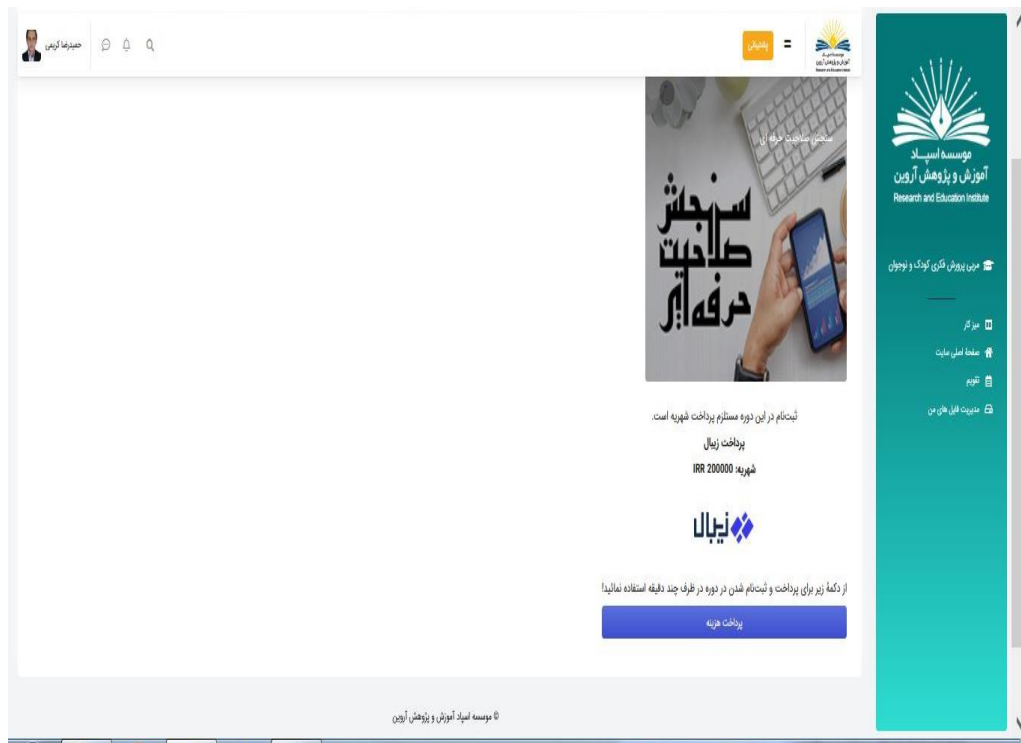 موسسه اسپــاد
آموزش و پژوهش آروین
Research and Education Institute
مربی پرورش فکری کودک و نوجوان
میز کار
صفحهٔ اصلی سایت
تقویم
مدیریت فایل های من
پشتیبانی
حمیدرضا کریمی
سنجش صلاحیت حرفه ای
سنجش
صلاحیت
حرفه ای
ثبت‌نام در این دوره مستلزم پرداخت شهریه است.
پرداخت زیبال
شهریه: IRR 200000
زیبال
از دکمهٔ زیر برای پرداخت و ثبت‌نام شدن در دوره در ظرف چند دقیقه استفاده نمائید!
پرداخت هزینه
© موسسه اسپاد آموزش و پژوهش آروین